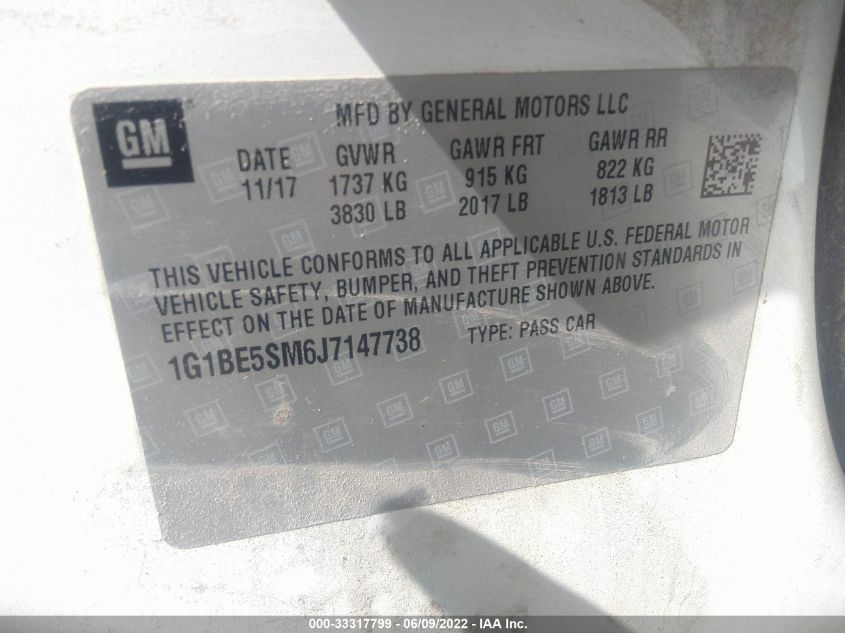 GM
MFD BY GENERAL MOTORS LLC
DATE GVWR GAWR FRT GAWR RR
11/17 1737 KG 915 KG 822 KG
3830 LB 2017 LB 1813 LB
THIS VEHICLE CONFORMS TO ALL APPLICABLE U.S. FEDERAL MOTOR
VEHICLE SAFETY, BUMPER, AND THEFT PREVENTION STANDARDS IN
EFFECT ON THE DATE OF MANUFACTURE SHOWN ABOVE.
1G1BE5SM6J7147738 TYPE: PASS CAR
000-33317799 - 06/09/2022 - IAA Inc.